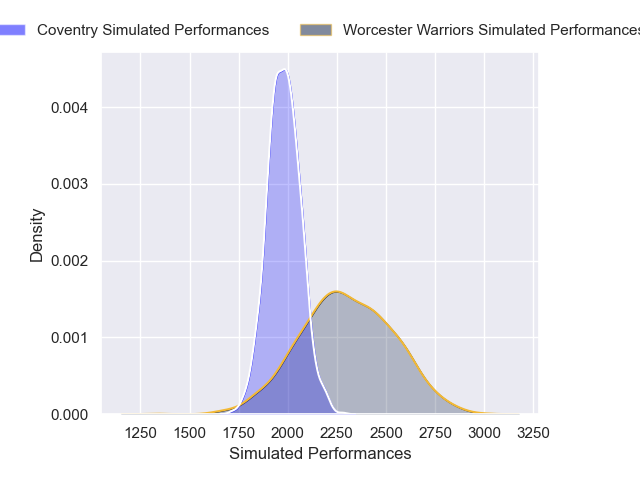 Coventry Simulated Performances Worcester Warriors Simulated Performances
0.004
0.003
0.002
0.001
0.000
Density
1250 1500 1750 2000 2250 2500 2750 3000 3250
Simulated Performances